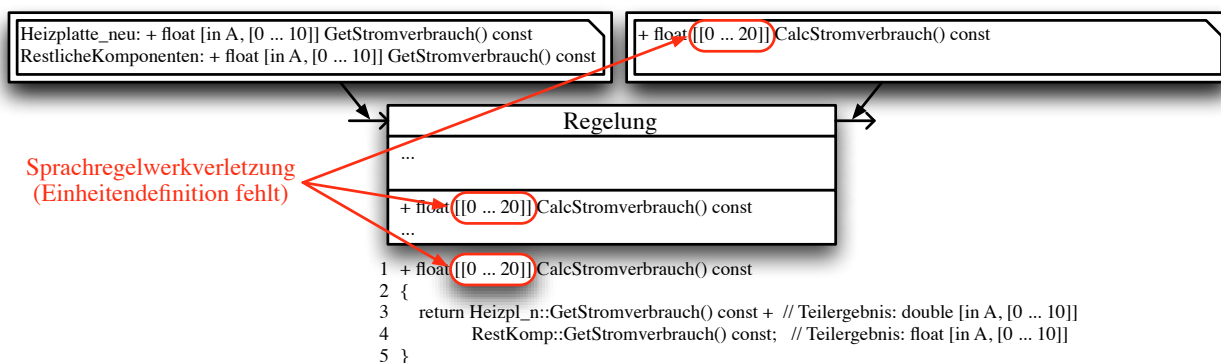 Heizplatte_neu: + float [in A, [0 ... 10]] GetStromverbrauch() const
RestlicheKomponenten: + float [in A, [0 ... 10]] GetStromverbrauch() const
+ float [[0 ... 20]] CalcStromverbrauch() const
Regelung
...
Sprachregelwerkverletzung
(Einheitendefinition fehlt)
+ float [[0 ... 20]] CalcStromverbrauch() const
...
1 + float [[0 ... 20]] CalcStromverbrauch() const
2 {
3 return Heizpl_n::GetStromverbrauch() const + // Teilergebnis: double [in A, [0 ... 10]]
4 RestKomp::GetStromverbrauch() const; // Teilergebnis: float [in A, [0 ... 10]]
5 }